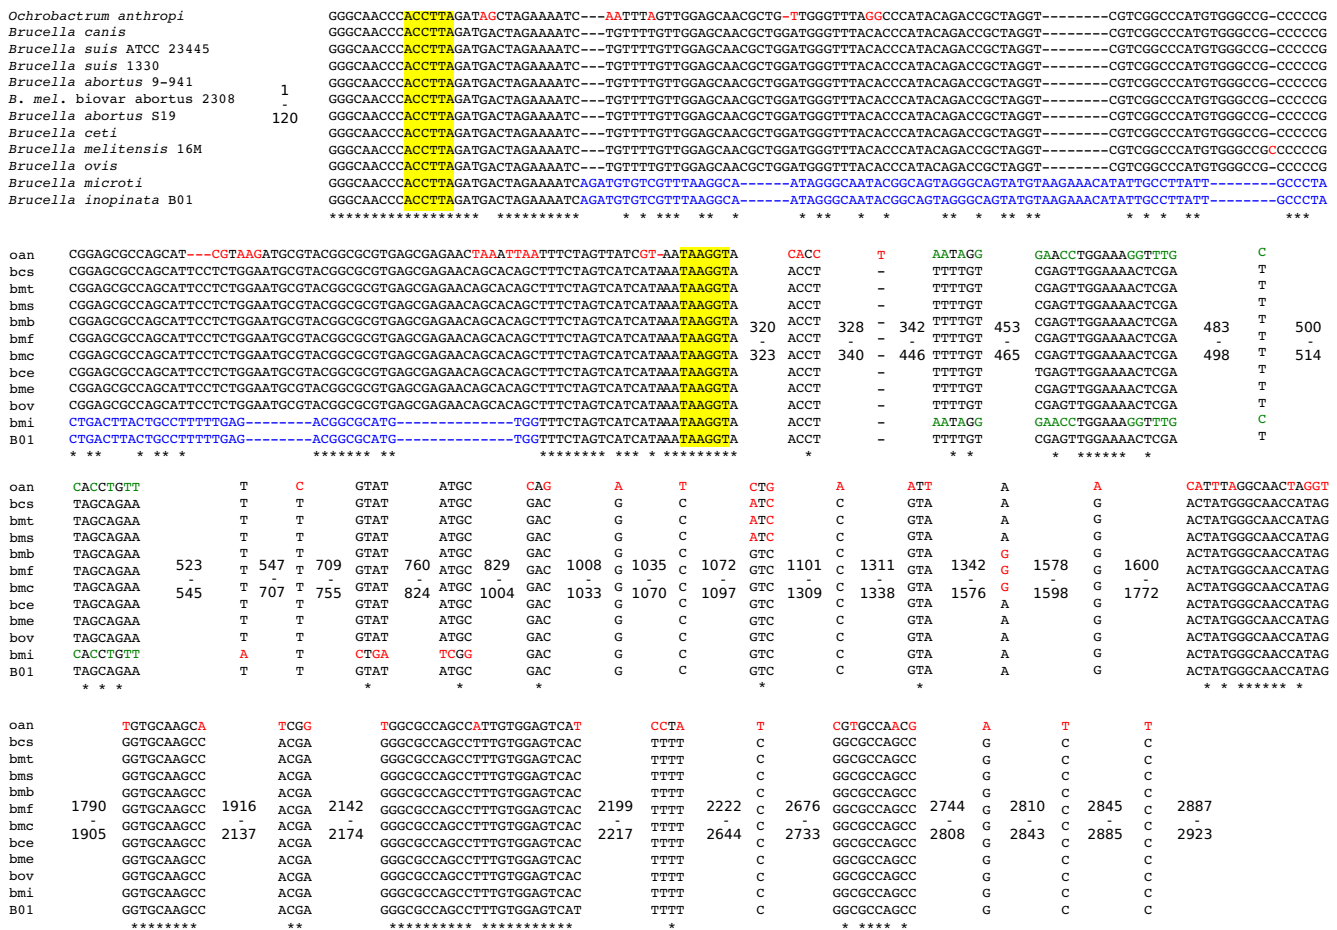 Ochrobactrum anthropi GGGCAACCCACCTTAGATAGCTAGAAAATC---AATTTAGTTGGAGCAACGCTG-TTGGGTTTAGGCCCATACAGACCGCTAGGT--------CGTCGGCCCATGTGGGCCG-CCCCCG
Brucella canis GGGCAACCCACCTTAGATGACTAGAAAATC---TGTTTTGTTGGAGCAACGCTGGATGGGTTTACACCCATACAGACCGCTAGGT--------CGTCGGCCCATGTGGGCCG-CCCCCG
Brucella suis ATCC 23445 GGGCAACCCACCTTAGATGACTAGAAAATC---TGTTTTGTTGGAGCAACGCTGGATGGGTTTACACCCATACAGACCGCTAGGT--------CGTCGGCCCATGTGGGCCG-CCCCCG
Brucella suis 1330 GGGCAACCCACCTTAGATGACTAGAAAATC---TGTTTTGTTGGAGCAACGCTGGATGGGTTTACACCCATACAGACCGCTAGGT--------CGTCGGCCCATGTGGGCCG-CCCCCG
Brucella abortus 9-941 GGGCAACCCACCTTAGATGACTAGAAAATC---TGTTTTGTTGGAGCAACGCTGGATGGGTTTACACCCATACAGACCGCTAGGT--------CGTCGGCCCATGTGGGCCG-CCCCCG
1
B. mel. biovar abortus 2308 - GGGCAACCCACCTTAGATGACTAGAAAATC---TGTTTTGTTGGAGCAACGCTGGATGGGTTTACACCCATACAGACCGCTAGGT--------CGTCGGCCCATGTGGGCCG-CCCCCG
Brucella abortus S19 120 GGGCAACCCACCTTAGATGACTAGAAAATC---TGTTTTGTTGGAGCAACGCTGGATGGGTTTACACCCATACAGACCGCTAGGT--------CGTCGGCCCATGTGGGCCG-CCCCCG
Brucella ceti GGGCAACCCACCTTAGATGACTAGAAAATC---TGTTTTGTTGGAGCAACGCTGGATGGGTTTACACCCATACAGACCGCTAGGT--------CGTCGGCCCATGTGGGCCG-CCCCCG
Brucella melitensis 16M GGGCAACCCACCTTAGATGACTAGAAAATC---TGTTTTGTTGGAGCAACGCTGGATGGGTTTACACCCATACAGACCGCTAGGT--------CGTCGGCCCATGTGGGCCGCCCCCCG
Brucella ovis GGGCAACCCACCTTAGATGACTAGAAAATC---TGTTTTGTTGGAGCAACGCTGGATGGGTTTACACCCATACAGACCGCTAGGT--------CGTCGGCCCATGTGGGCCG-CCCCCG
Brucella microti GGGCAACCCACCTTAGATGACTAGAAAATCAGATGTGTCGTTTAAGGCA------ATAGGGCAATACGGCAGTAGGGCAGTATGTAAGAAACATATTGCCTTATT--------GCCCTA
Brucella inopinata B01 GGGCAACCCACCTTAGATGACTAGAAAATCAGATGTGTCGTTTAAGGCA------ATAGGGCAATACGGCAGTAGGGCAGTATGTAAGAAACATATTGCCTTATT--------GCCCTA
****************** ********** * * ** * * ** * * ** * ** ** * * * ** ***
oan CGGAGCGCCAGCAT---CGTAAGATGCGTACGGCGCGTGAGCGAGAACTAAATTAATTTCTAGTTATCGT-AATAAGGTA CACC T AATAGG GAACCTGGAAAGGTTTG C
bcs CGGAGCGCCAGCATTCCTCTGGAATGCGTACGGCGCGTGAGCGAGAACAGCACAGCTTTCTAGTCATCATAAATAAGGTA ACCT - TTTTGT CGAGTTGGAAAACTCGA T
bmt CGGAGCGCCAGCATTCCTCTGGAATGCGTACGGCGCGTGAGCGAGAACAGCACAGCTTTCTAGTCATCATAAATAAGGTA ACCT - TTTTGT CGAGTTGGAAAACTCGA T
bms CGGAGCGCCAGCATTCCTCTGGAATGCGTACGGCGCGTGAGCGAGAACAGCACAGCTTTCTAGTCATCATAAATAAGGTA ACCT - TTTTGT CGAGTTGGAAAACTCGA T
bmb CGGAGCGCCAGCATTCCTCTGGAATGCGTACGGCGCGTGAGCGAGAACAGCACAGCTTTCTAGTCATCATAAATAAGGTA ACCT - TTTTGT CGAGTTGGAAAACTCGA T
320 328 342 453 483 500
bmf CGGAGCGCCAGCATTCCTCTGGAATGCGTACGGCGCGTGAGCGAGAACAGCACAGCTTTCTAGTCATCATAAATAAGGTA - ACCT - - - TTTTGT - CGAGTTGGAAAACTCGA - T -
bmc CGGAGCGCCAGCATTCCTCTGGAATGCGTACGGCGCGTGAGCGAGAACAGCACAGCTTTCTAGTCATCATAAATAAGGTA 323 ACCT 340 - 446 TTTTGT 465 CGAGTTGGAAAACTCGA 498 T 514
bce CGGAGCGCCAGCATTCCTCTGGAATGCGTACGGCGCGTGAGCGAGAACAGCACAGCTTTCTAGTCATCATAAATAAGGTA ACCT - TTTTGT TGAGTTGGAAAACTCGA T
bme CGGAGCGCCAGCATTCCTCTGGAATGCGTACGGCGCGTGAGCGAGAACAGCACAGCTTTCTAGTCATCATAAATAAGGTA ACCT - TTTTGT CGAGTTGGAAAACTCGA T
bov CGGAGCGCCAGCATTCCTCTGGAATGCGTACGGCGCGTGAGCGAGAACAGCACAGCTTTCTAGTCATCATAAATAAGGTA ACCT - TTTTGT CGAGTTGGAAAACTCGA T
bmi CTGACTTACTGCCTTTTTGAG--------ACGGCGCATG--------------TGGTTTCTAGTCATCATAAATAAGGTA ACCT - AATAGG GAACCTGGAAAGGTTTG C
B01 CTGACTTACTGCCTTTTTGAG--------ACGGCGCATG--------------TGGTTTCTAGTCATCATAAATAAGGTA ACCT - TTTTGT CGAGTTGGAAAACTCGA T
* ** * ** * ******* ** ******** ** * ********* * * * * ****** *
oan CACCTGTT T C GTAT ATGC CAG A T CTG A ATT A A CATTTAGGCAACTAGGT
bcs TAGCAGAA T T GTAT ATGC GAC G C ATC C GTA A G ACTATGGGCAACCATAG
bmt TAGCAGAA T T GTAT ATGC GAC G C ATC C GTA A G ACTATGGGCAACCATAG
bms TAGCAGAA T T GTAT ATGC GAC G C ATC C GTA A G ACTATGGGCAACCATAG
bmb TAGCAGAA T T GTAT ATGC GAC G C GTC C GTA G G ACTATGGGCAACCATAG
bmf TAGCAGAA 523 T 547 T 709 GTAT 760 ATGC 829 GAC 1008 G 1035 C 1072 GTC 1101 C 1311 GTA 1342 G 1578 G 1600 ACTATGGGCAACCATAG
- - - - - - - - - - - - -
bmc TAGCAGAA 545 T 707 T 755 GTAT 824 ATGC 1004 GAC 1033 G 1070 C 1097 GTC 1309 C 1338 GTA 1576 G 1598 G 1772 ACTATGGGCAACCATAG
bce TAGCAGAA T T GTAT ATGC GAC G C GTC C GTA A G ACTATGGGCAACCATAG
bme TAGCAGAA T T GTAT ATGC GAC G C GTC C GTA A G ACTATGGGCAACCATAG
bov TAGCAGAA T T GTAT ATGC GAC G C GTC C GTA A G ACTATGGGCAACCATAG
bmi CACCTGTT A T CTGA TCGG GAC G C GTC C GTA A G ACTATGGGCAACCATAG
B01 TAGCAGAA T T GTAT ATGC GAC G C GTC C GTA A G ACTATGGGCAACCATAG
* * * * * * * * * * ****** *
oan TGTGCAAGCA TCGG TGGCGCCAGCCATTGTGGAGTCAT CCTA T CGTGCCAACG A T T
bcs GGTGCAAGCC ACGA GGGCGCCAGCCTTTGTGGAGTCAC TTTT C GGCGCCAGCC G C C
bmt GGTGCAAGCC ACGA GGGCGCCAGCCTTTGTGGAGTCAC TTTT C GGCGCCAGCC G C C
bms GGTGCAAGCC ACGA GGGCGCCAGCCTTTGTGGAGTCAC TTTT C GGCGCCAGCC G C C
bmb GGTGCAAGCC ACGA GGGCGCCAGCCTTTGTGGAGTCAC TTTT C GGCGCCAGCC G C C
bmf 1790 GGTGCAAGCC 1916 ACGA 2142 GGGCGCCAGCCTTTGTGGAGTCAC 2199 TTTT 2222 C 2676 GGCGCCAGCC 2744 G 2810 C 2845 C 2887
- - - - - - - - - -
bmc 1905 GGTGCAAGCC 2137 ACGA 2174 GGGCGCCAGCCTTTGTGGAGTCAC 2217 TTTT 2644 C 2733 GGCGCCAGCC 2808 G 2843 C 2885 C 2923
bce GGTGCAAGCC ACGA GGGCGCCAGCCTTTGTGGAGTCAC TTTT C GGCGCCAGCC G C C
bme GGTGCAAGCC ACGA GGGCGCCAGCCTTTGTGGAGTCAC TTTT C GGCGCCAGCC G C C
bov GGTGCAAGCC ACGA GGGCGCCAGCCTTTGTGGAGTCAC TTTT C GGCGCCAGCC G C C
bmi GGTGCAAGCC ACGA GGGCGCCAGCCTTTGTGGAGTCAC TTTT C GGCGCCAGCC G C C
B01 GGTGCAAGCC ACGA GGGCGCCAGCCTTTGTGGAGTCAT TTTT C GGCGCCAGCC G C C
******** ** ********** *********** * * **** *